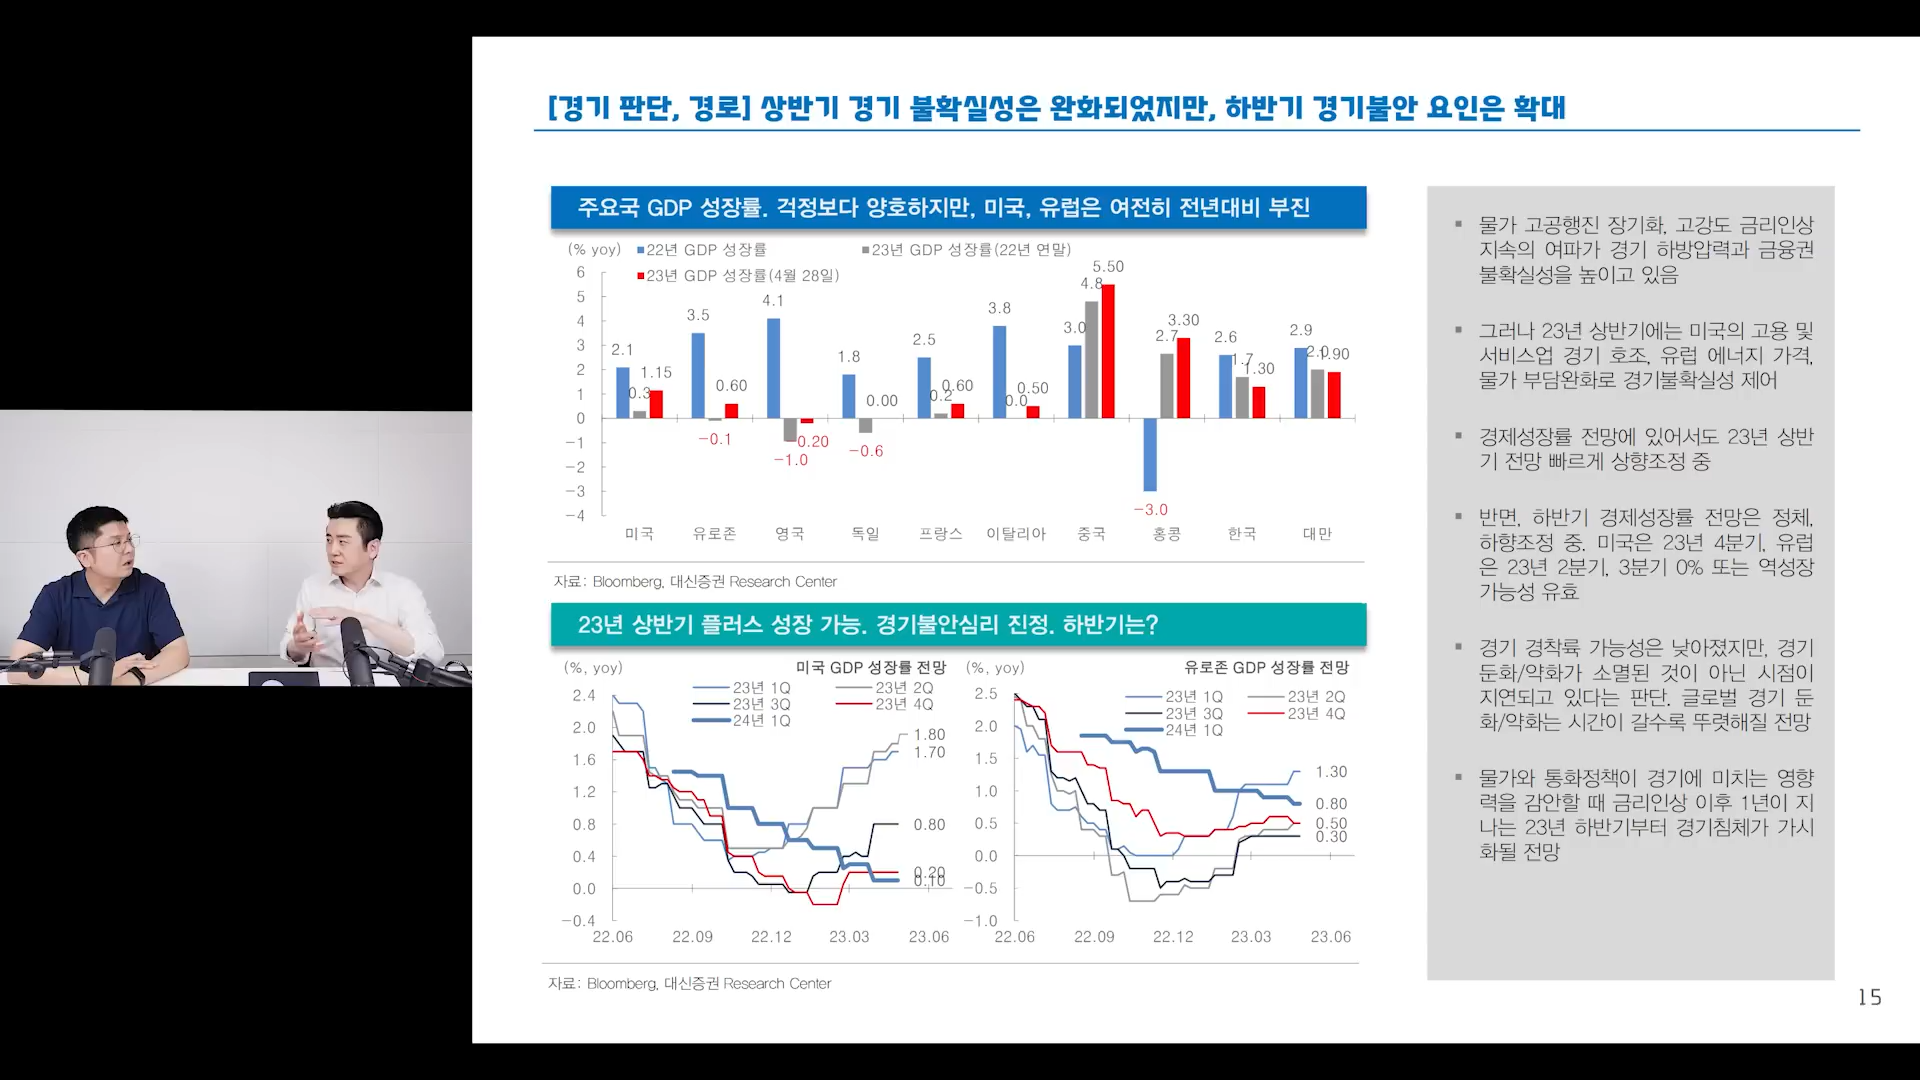 [경기 판단, 경로] 상반기 경기 불확실성은 완화되었지만, 하반기 경기불안 요인은 확대
주요국 GDP 성장률. 걱정보다 양호하지만, 미국, 유럽은 여전히 전년대비 부진
(% yoy) 22년 GDP 성장률 23년 GDP 성장률(22년 연말)
23년 GDP 성장률(4월 28일)
6
5
4
3
2
1
0
−1
−2
−3
−4
2.1 0.3 1.15
3.5 −0.1 0.60
4.1 −1.0 −0.20
1.8 −0.6 0.00
2.5 0.2 0.60
3.8 0.0 0.50
3.0 4.8 5.50
−3.0 2.7 3.30
2.6 1.7 1.30
2.9 2.0 1.90
미국 유로존 영국 독일 프랑스 이탈리아 중국 홍콩 한국 대만
자료: Bloomberg, 대신증권 Research Center
23년 상반기 플러스 성장 가능. 경기불안심리 진정. 하반기는?
(%, yoy) 미국 GDP 성장률 전망
23년 1Q 23년 2Q
23년 3Q 23년 4Q
24년 1Q
2.4
2.0
1.6
1.2
0.8
0.4
0.0
−0.4
1.80
1.70
0.80
0.20
0.10
22.06 22.09 22.12 23.03 23.06
(%, yoy) 유로존 GDP 성장률 전망
23년 1Q 23년 2Q
23년 3Q 23년 4Q
24년 1Q
2.5
2.0
1.5
1.0
0.5
0.0
−0.5
−1.0
1.30
0.80
0.50
0.30
22.06 22.09 22.12 23.03 23.06
자료: Bloomberg, 대신증권 Research Center
▪ 물가 고공행진 장기화, 고강도 금리인상
지속의 여파가 경기 하방압력과 금융권
불확실성을 높이고 있음
▪ 그러나 23년 상반기에는 미국의 고용 및
서비스업 경기 호조, 유럽 에너지 가격,
물가 부담완화로 경기불확실성 제어
▪ 경제성장률 전망에 있어서도 23년 상반
기 전망 빠르게 상향조정 중
▪ 반면, 하반기 경제성장률 전망은 정체,
하향조정 중. 미국은 23년 4분기, 유럽
은 23년 2분기, 3분기 0% 또는 역성장
가능성 유효
▪ 경기 경착륙 가능성은 낮아졌지만, 경기
둔화/약화가 소멸된 것이 아닌 시점이
지연되고 있다는 판단. 글로벌 경기 둔
화/약화는 시간이 갈수록 뚜렷해질 전망
▪ 물가와 통화정책이 경기에 미치는 영향
력을 감안할 때 금리인상 이후 1년이 지
나는 23년 하반기부터 경기침체가 가시
화될 전망
15